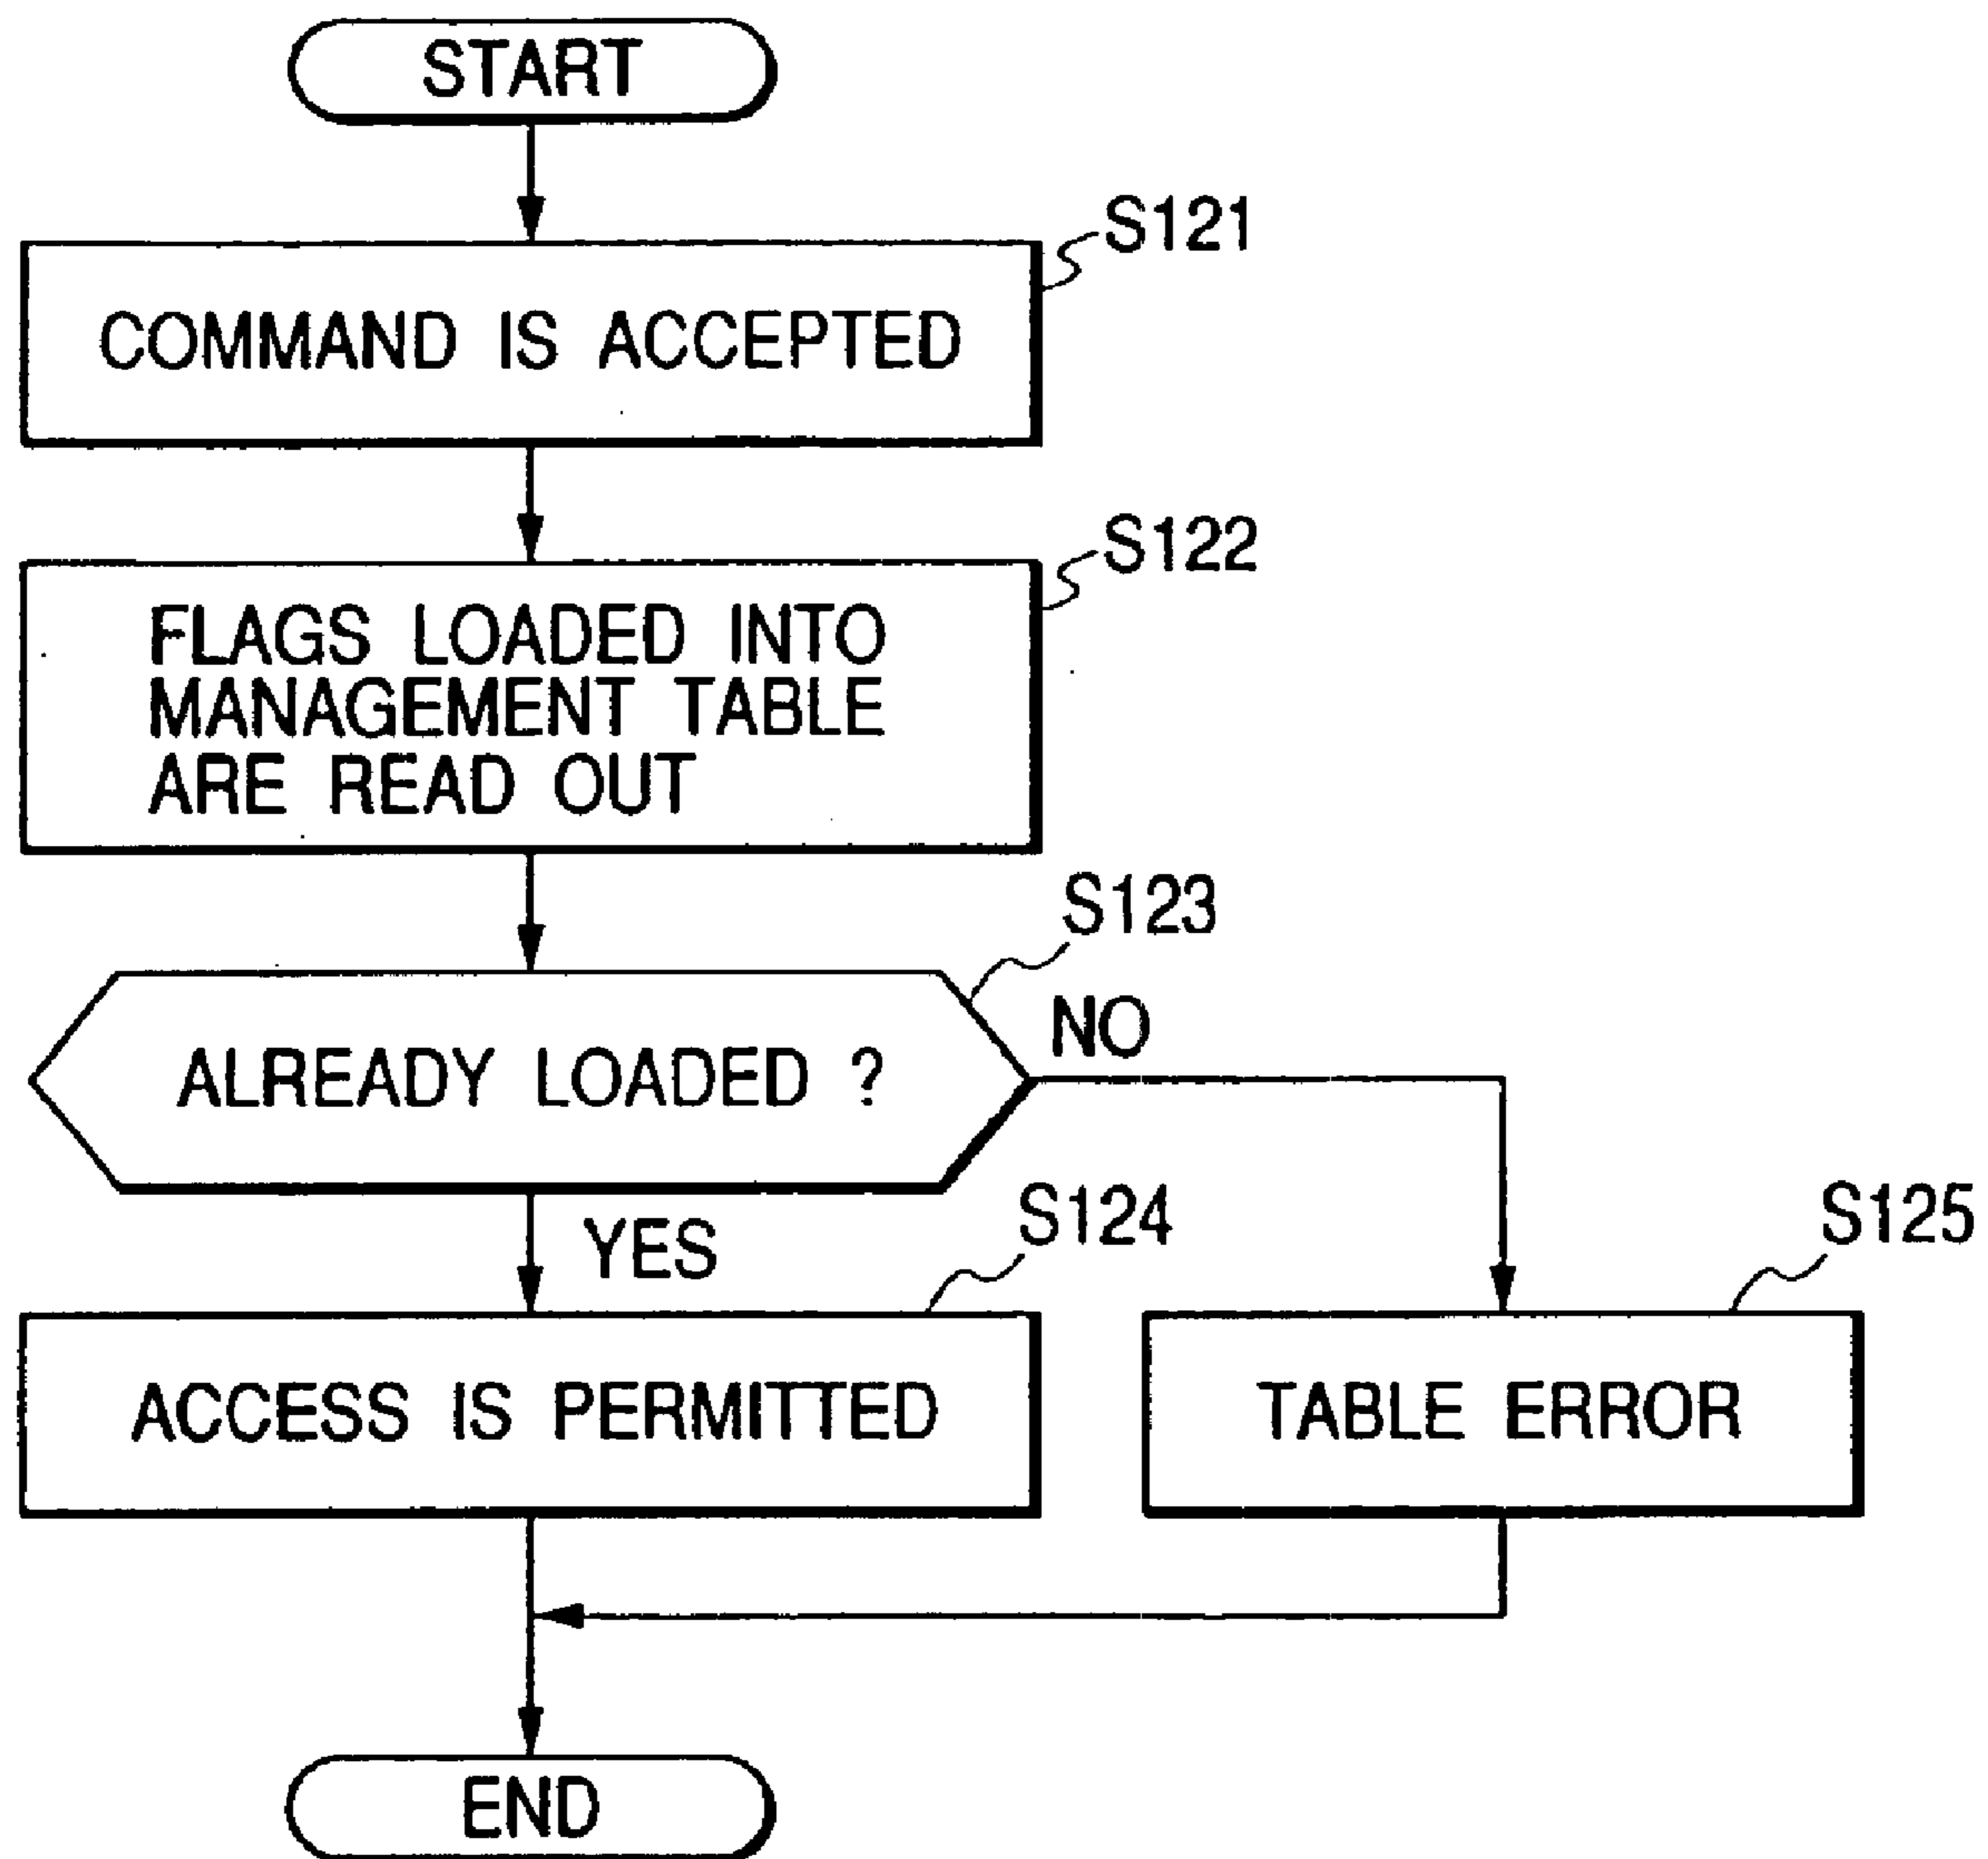 START
S121
COMMAND IS ACCEPTED
S122
FLAGS LOADED INTO
MANAGEMENT TABLE
ARE READ OUT
S123
NO
ALREADY LOADED ?
YES
S124
S125
ACCESS IS PERMITTED
TABLE ERROR
END